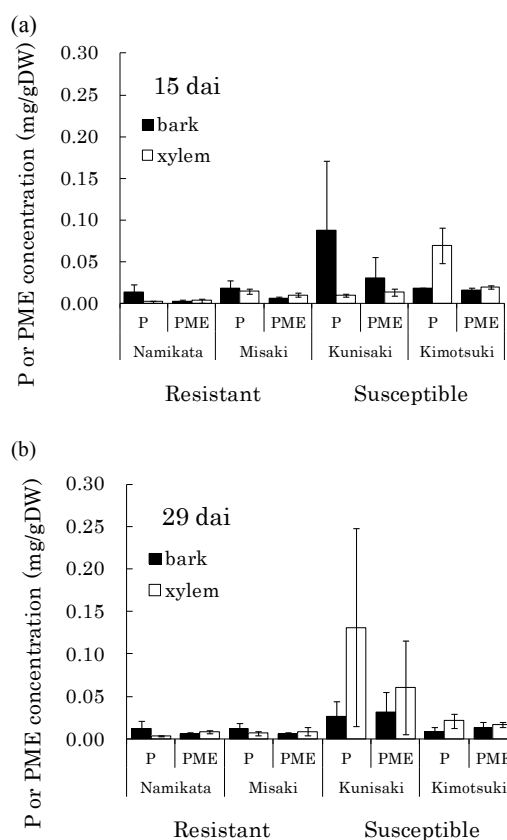 (a)
P or PME concentration (mg/gDW)
0.30
0.25
0.20
0.15
0.10
0.05
0.00
15 dai
bark
xylem
P PME P PME P PME P PME
Namikata Misaki Kunisaki Kimotsuki
Resistant Susceptible
(b)
P or PME concentration (mg/gDW)
0.30
0.25
0.20
0.15
0.10
0.05
0.00
29 dai
bark
xylem
P PME P PME P PME P PME
Namikata Misaki Kunisaki Kimotsuki
Resistant Susceptible